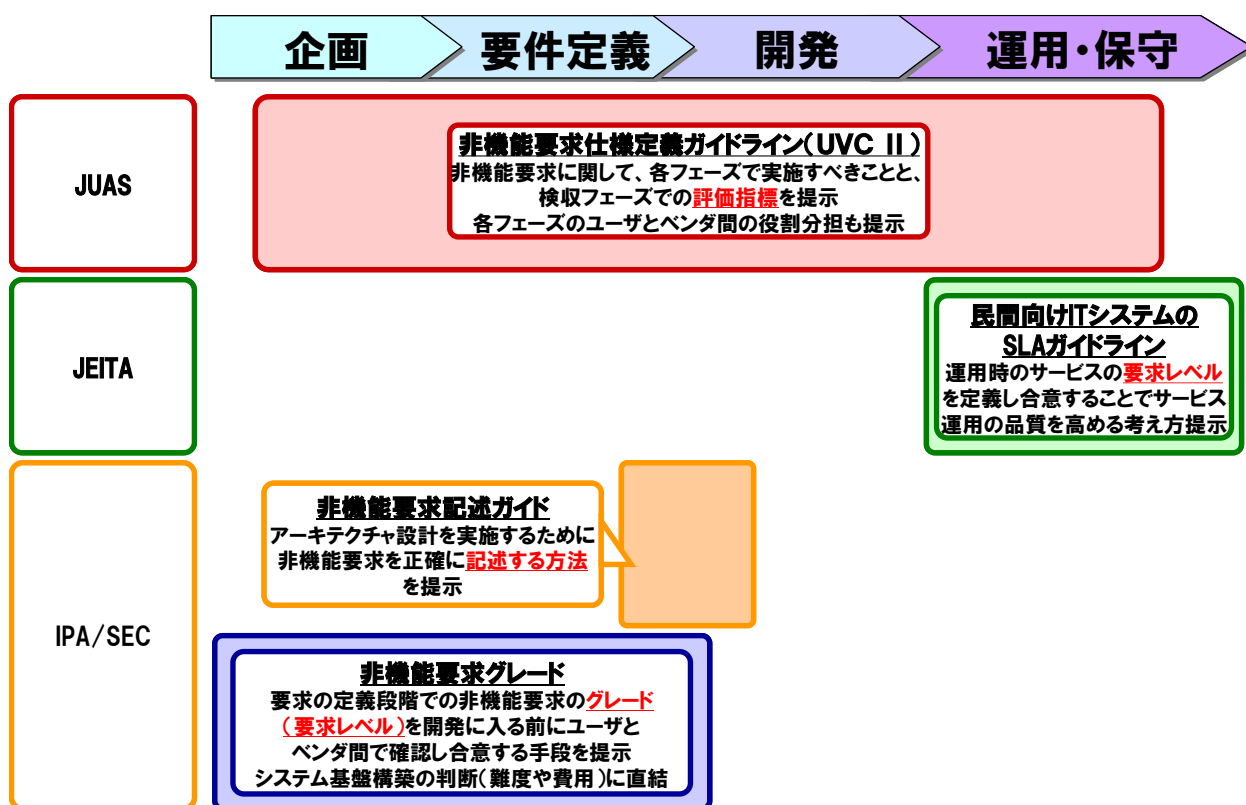 企画
要件定義
開発
運用・保守
JUAS
非機能要求仕様定義ガイドライン(UVC II)
非機能要求に関して、各フェーズで実施すべきことと、
検収フェーズでの評価指標を提示
各フェーズのユーザとベンダ間の役割分担も提示
JEITA
民間向けITシステムの
SLAガイドライン
運用時のサービスの要求レベル
を定義し合意することでサービス
運用の品質を高める考え方提示
IPA/SEC
非機能要求記述ガイド
アーキテクチャ設計を実施するために
非機能要求を正確に記述する方法
を提示
非機能要求グレード
要求の定義段階での非機能要求のグレード
(要求レベル)を開発に入る前にユーザと
ベンダ間で確認し合意する手段を提示
システム基盤構築の判断(難度や費用)に直結